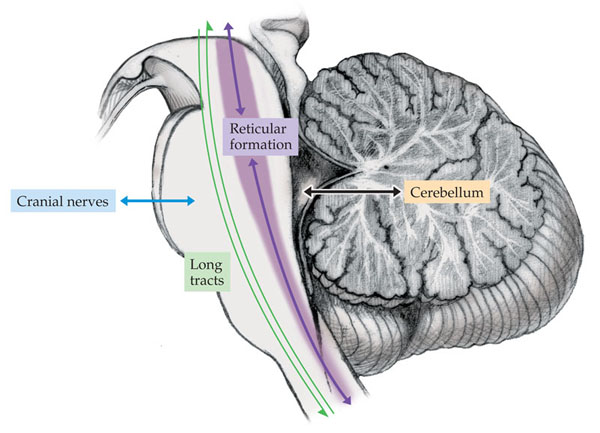 Reticular
formation
Cranial nerves
Cerebellum
Long
tracts